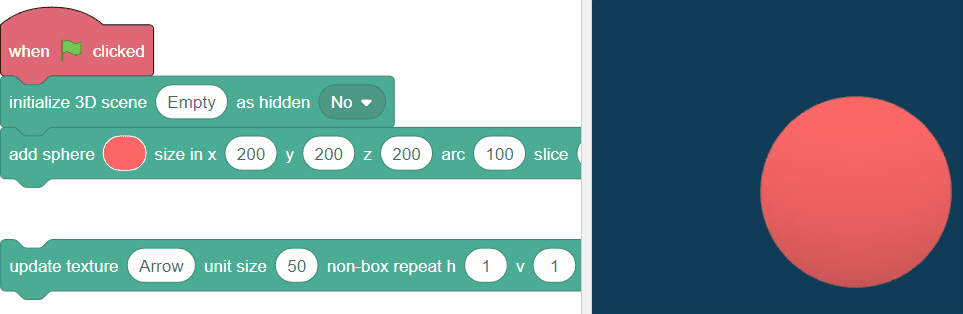 when clicked
initialize 3D scene Empty as hidden No
add sphere size in x 200 y 200 z 200 arc 100 slice
update texture Arrow unit size 50 non-box repeat h 1 v 1